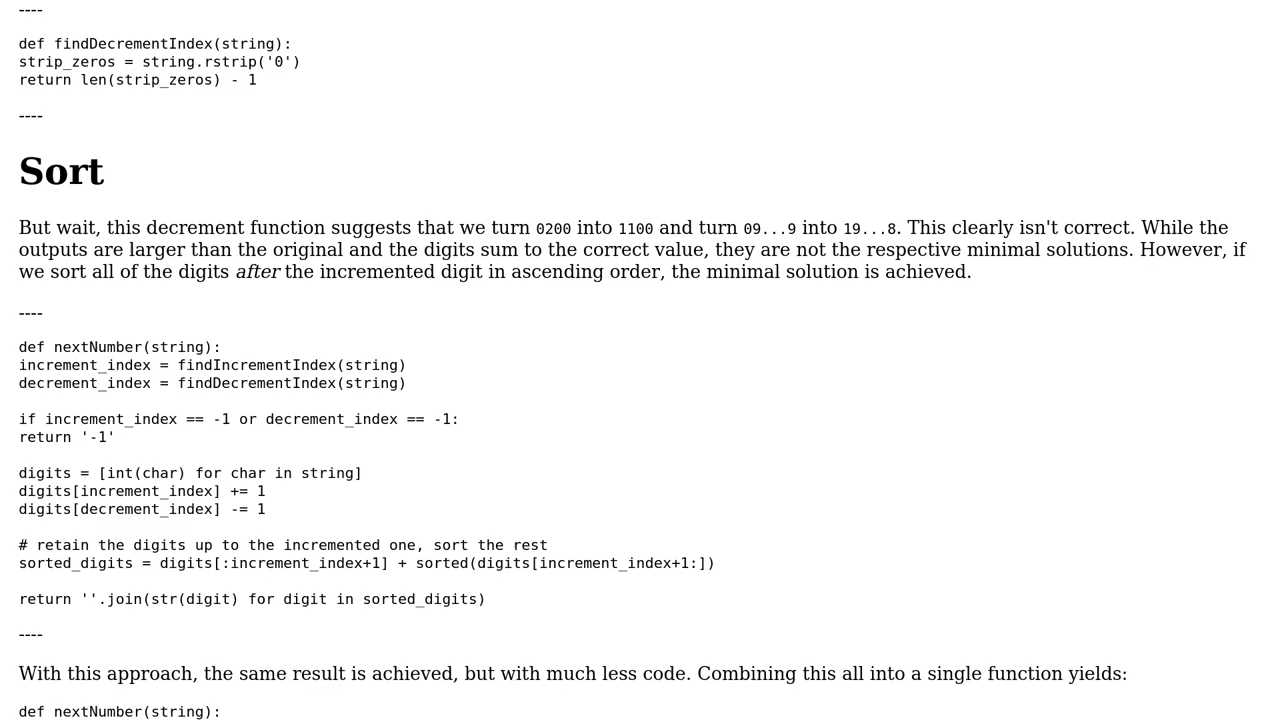 ----
def findDecrementIndex(string):
strip_zeros = string.rstrip('0')
return len(strip_zeros) - 1
----
Sort
But wait, this decrement function suggests that we turn 0200 into 1100 and turn 09...9 into 19...8. This clearly isn't correct. While the
outputs are larger than the original and the digits sum to the correct value, they are not the respective minimal solutions. However, if
we sort all of the digits after the incremented digit in ascending order, the minimal solution is achieved.
----
def nextNumber(string):
increment_index = findIncrementIndex(string)
decrement_index = findDecrementIndex(string)
if increment_index == -1 or decrement_index == -1:
return '-1'
digits = [int(char) for char in string]
digits[increment_index] += 1
digits[decrement_index] -= 1
# retain the digits up to the incremented one, sort the rest
sorted_digits = digits[:increment_index+1] + sorted(digits[increment_index+1:])
return ''.join(str(digit) for digit in sorted_digits)
----
With this approach, the same result is achieved, but with much less code. Combining this all into a single function yields:
def nextNumber(string):